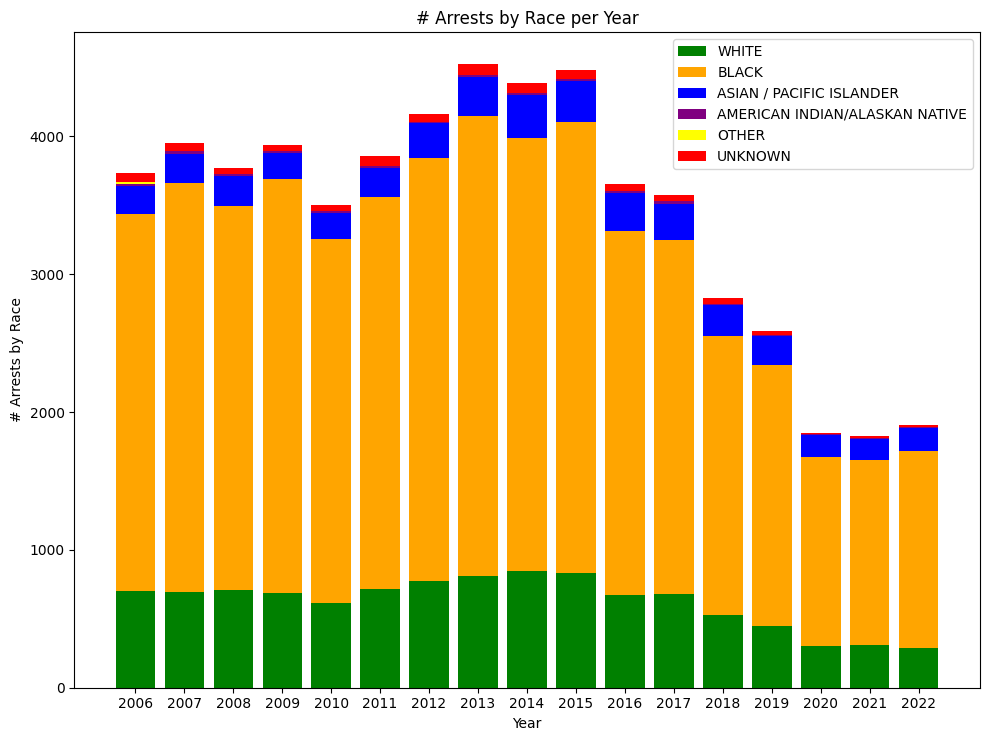 # Arrests by Race per Year
WHITE
BLACK
ASIAN / PACIFIC ISLANDER
AMERICAN INDIAN/ALASKAN NATIVE
OTHER
UNKNOWN
# Arrests by Race
4000
3000
2000
1000
0
2006 2007 2008 2009 2010 2011 2012 2013 2014 2015 2016 2017 2018 2019 2020 2021 2022
Year